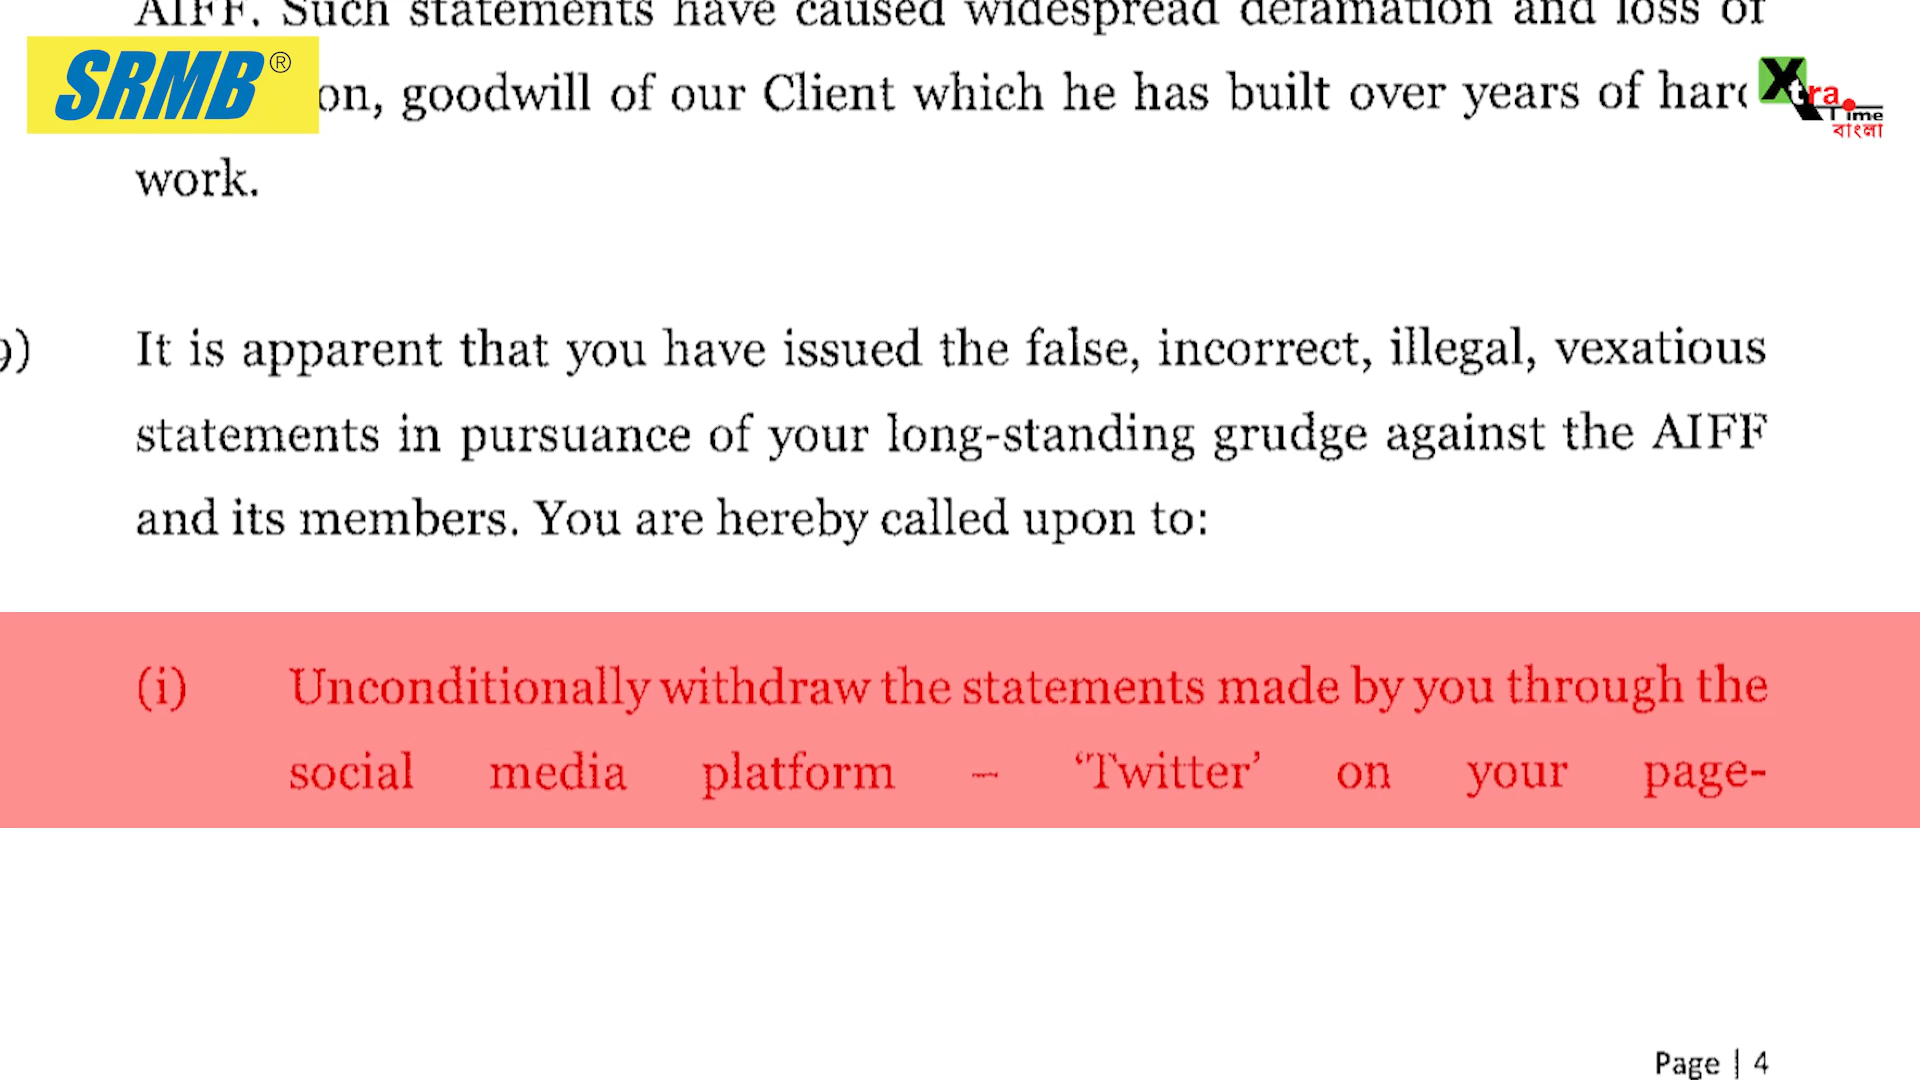 AIFF. Such statements have caused widespread defamation and loss of
SRMB®
on, goodwill of our Client which he has built over years of hard
Xtra Time
বাংলা
work.
9) It is apparent that you have issued the false, incorrect, illegal, vexatious
statements in pursuance of your long-standing grudge against the AIFF
and its members. You are hereby called upon to:
(i) Unconditionally withdraw the statements made by you through the
social media platform – ‘Twitter’ on your page-
Page | 4